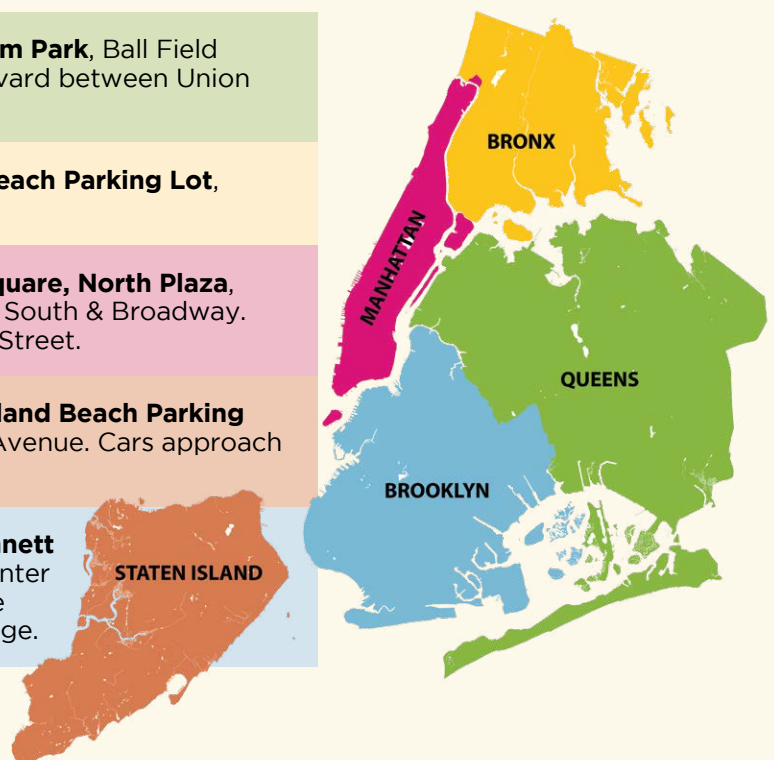 m Park, Ball Field
vard between Union
each Parking Lot,
quare, North Plaza,
South & Broadway.
Street.
land Beach Parking
Avenue. Cars approach
nnett
nter
e
ge.
BRONX
MANHATTAN
QUEENS
BROOKLYN
STATEN ISLAND